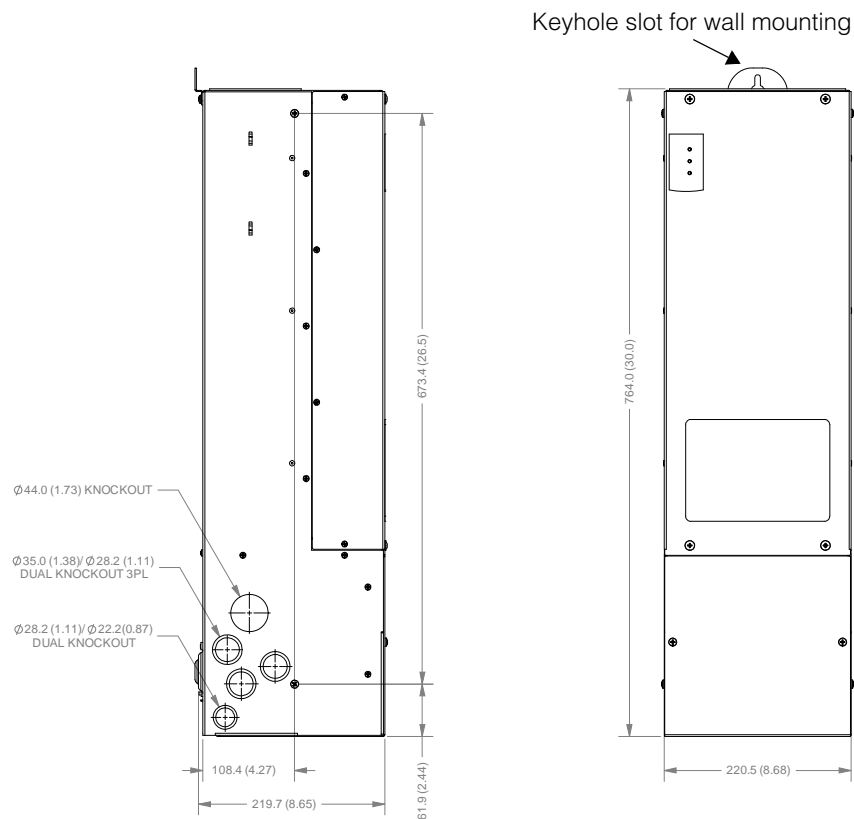 Keyhole slot for wall mounting
673.4 (26.5)
764.0 (30.0)
Ø44.0 (1.73) KNOCKOUT
Ø35.0 (1.38)/ Ø28.2 (1.11)
DUAL KNOCKOUT 3PL
Ø28.2 (1.11)/ Ø22.2(0.87)
DUAL KNOCKOUT
108.4 (4.27)
219.7 (8.65)
61.9 (2.44)
220.5 (8.68)